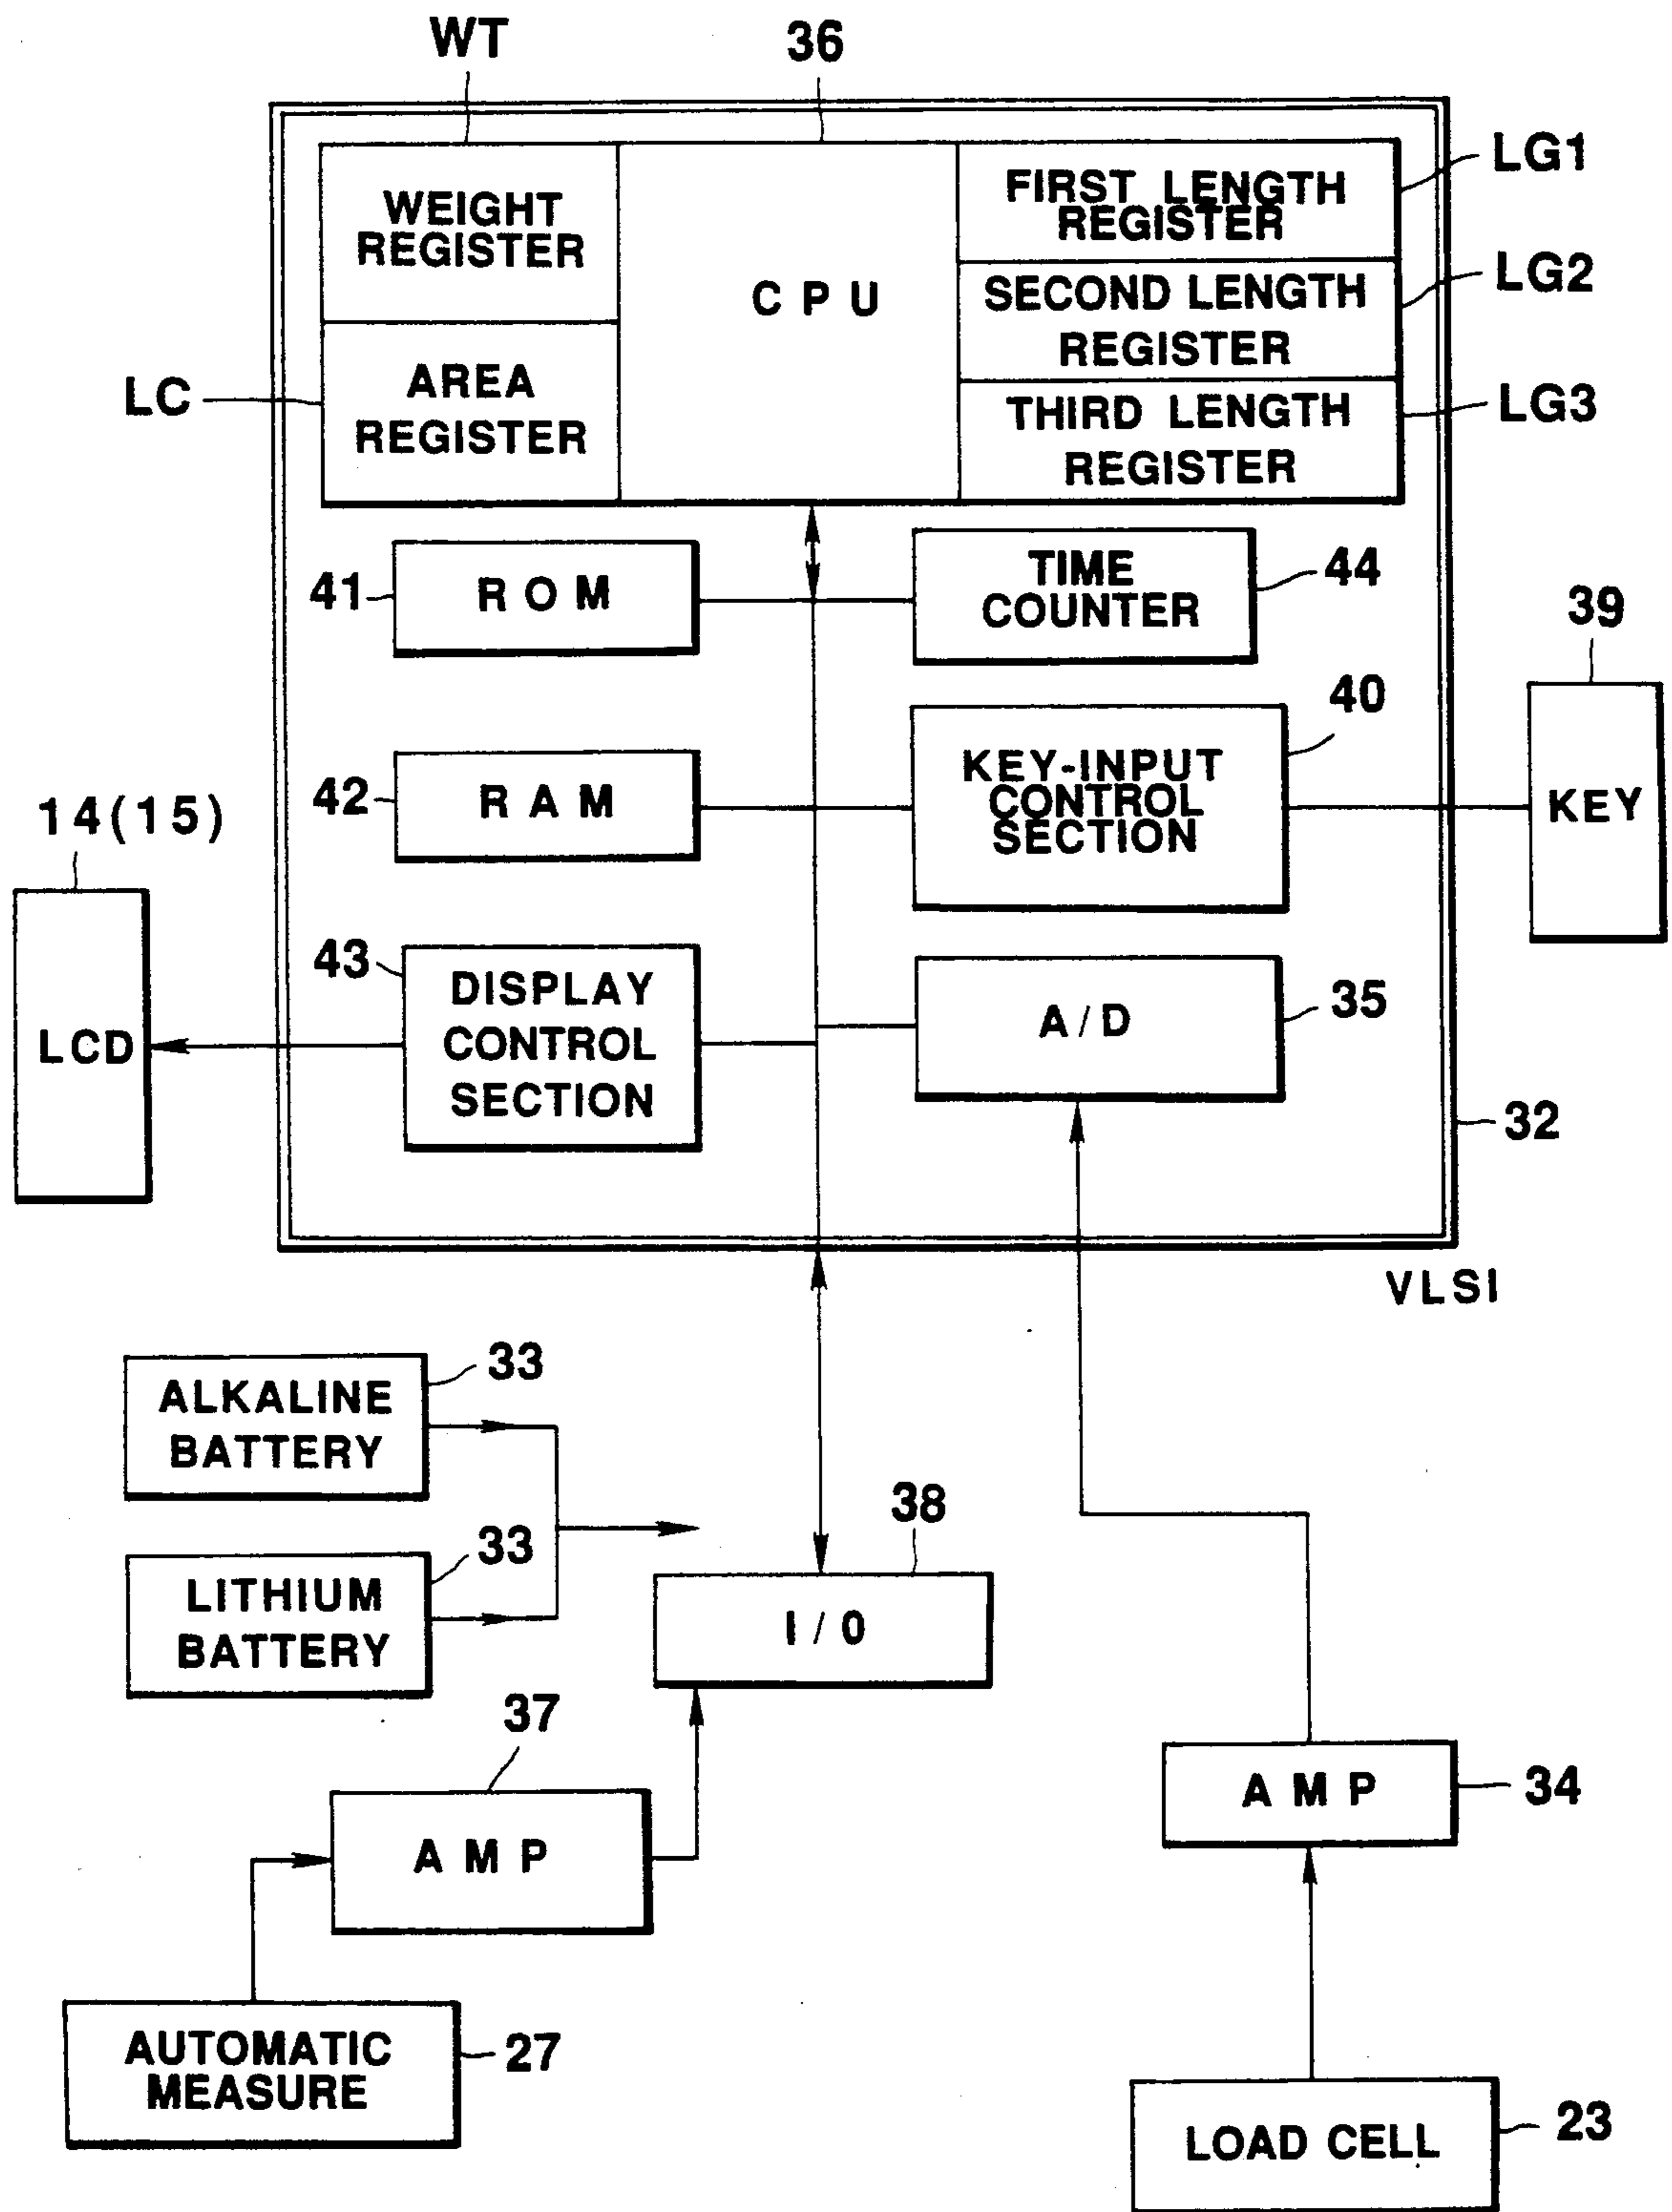 WT
36
WEIGHT
REGISTER
C P U
FIRST LENGTH
REGISTER
LG1
SECOND LENGTH
REGISTER
LG2
LC
AREA
REGISTER
THIRD LENGTH
REGISTER
LG3
41
R O M
TIME
COUNTER
44
39
40
42
R A M
KEY-INPUT
CONTROL
SECTION
KEY
14(15)
LCD
43
DISPLAY
CONTROL
SECTION
A/D
35
32
VLSI
ALKALINE
BATTERY
33
LITHIUM
BATTERY
33
38
I/O
37
A M P
A M P
34
AUTOMATIC
MEASURE
27
LOAD CELL
23